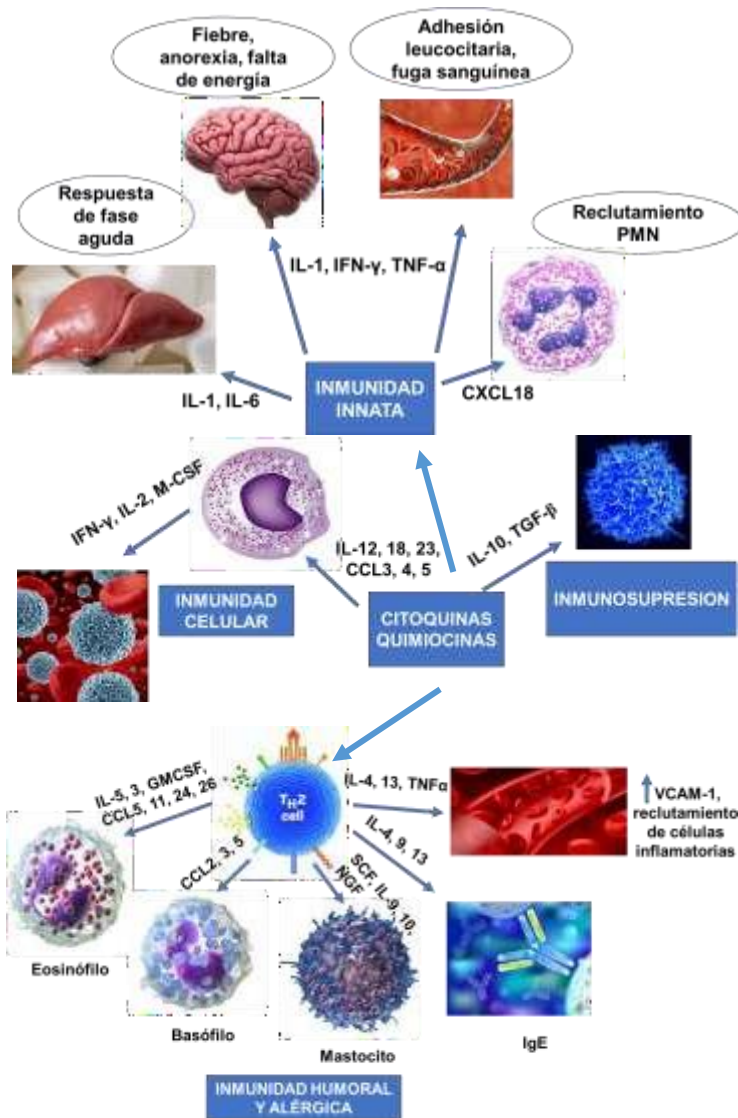 Fiebre,
anorexia, falta
de energía
Adhesión
leucocitaria,
fuga sanguínea
Respuesta
de fase
aguda
Reclutamiento
PMN
IL-1, IFN-γ, TNF-α
IL-1, IL-6
INMUNIDAD
INNATA
CXCL18
IFN-γ, IL-2, M-CSF
IL-12, 18, 23,
CCL3, 4, 5
IL-10, TGF-β
INMUNIDAD
CELULAR
CITOQUINAS
QUIMIOCINAS
INMUNOSUPRESION
IL-5, 3, GMCSF,
CCL5, 11, 24, 26
TH2
cell
IL-4, 13, TNFα
VCAM-1,
reclutamiento
de células
inflamatorias
CCL2, 3, 5
SCF, IL-9, 10,
NGF
IL-4, 9, 13
Eosinófilo
Basófilo
Mastocito
IgE
INMUNIDAD HUMORAL
Y ALÉRGICA